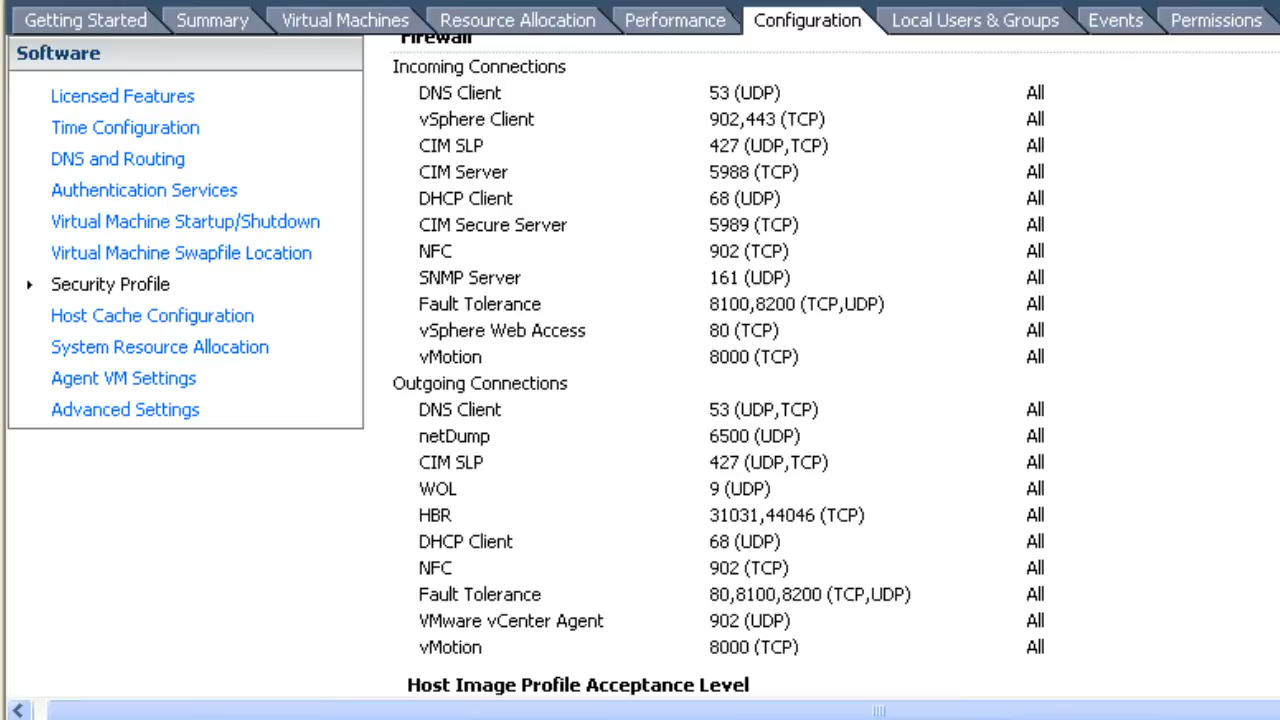 Getting Started Summary Virtual Machines Resource Allocation Performance Configuration Local Users & Groups Events Permissions
Software
Licensed Features
Time Configuration
DNS and Routing
Authentication Services
Virtual Machine Startup/Shutdown
Virtual Machine Swapfile Location
Security Profile
Host Cache Configuration
System Resource Allocation
Agent VM Settings
Advanced Settings
Firewall
Incoming Connections
DNS Client 53 (UDP) All
vSphere Client 902,443 (TCP) All
CIM SLP 427 (UDP,TCP) All
CIM Server 5988 (TCP) All
DHCP Client 68 (UDP) All
CIM Secure Server 5989 (TCP) All
NFC 902 (TCP) All
SNMP Server 161 (UDP) All
Fault Tolerance 8100,8200 (TCP,UDP) All
vSphere Web Access 80 (TCP) All
vMotion 8000 (TCP) All
Outgoing Connections
DNS Client 53 (UDP,TCP) All
netDump 6500 (UDP) All
CIM SLP 427 (UDP,TCP) All
WOL 9 (UDP) All
HBR 31031,44046 (TCP) All
DHCP Client 68 (UDP) All
NFC 902 (TCP) All
Fault Tolerance 80,8100,8200 (TCP,UDP) All
VMware vCenter Agent 902 (UDP) All
vMotion 8000 (TCP) All
Host Image Profile Acceptance Level